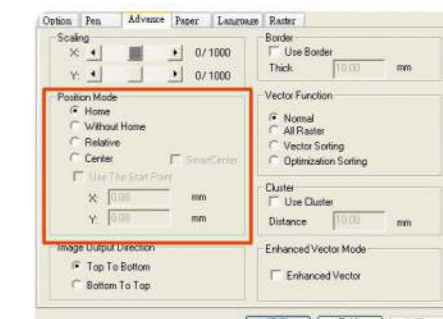 Option Pen Advance Paper Language Raster
Scaling
X: 0/1000
Y: 0/1000
Position Mode
Home
Without Home
Relative
Center SmartCenter
Use The Start Point
X: 0.00 mm
Y: 0.00 mm
Image Output Direction
Top To Bottom
Bottom To Top
Border
Use Border
Thick 10.00 mm
Vector Function
Normal
All Raster
Vector Sorting
Optimization Sorting
Cluster
Use Cluster
Distance 10.00 mm
Enhanced Vector Mode
Enhanced Vector